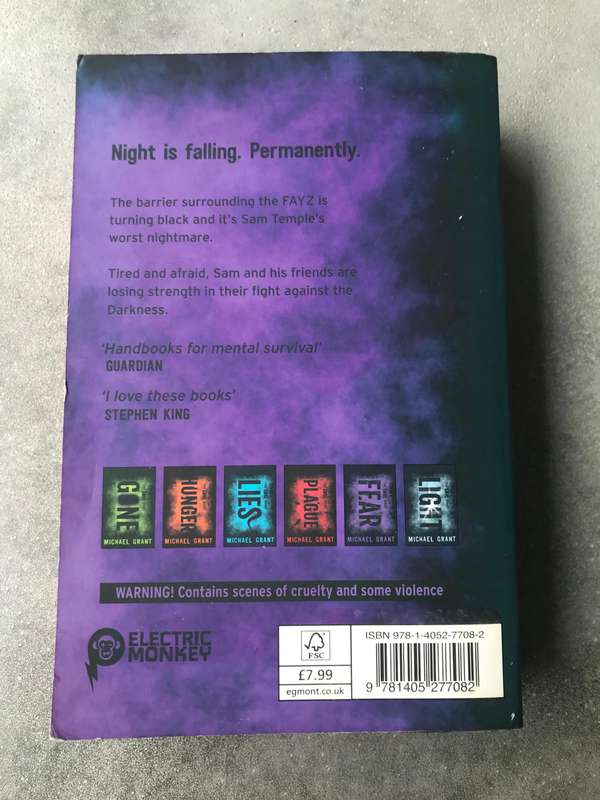 Night is falling. Permanently.
The barrier surrounding the FAYZ is
turning black and it's Sam Temple's
worst nightmare.
Tired and afraid, Sam and his friends are
losing strength in their fight against the
Darkness.
'Handbooks for mental survival'
GUARDIAN
'I love these books'
STEPHEN KING
GONE
MICHAEL GRANT
HUNGER
MICHAEL GRANT
LIES
MICHAEL GRANT
PLAGUE
MICHAEL GRANT
FEAR
MICHAEL GRANT
LIGHT
MICHAEL GRANT
WARNING! Contains scenes of cruelty and some violence
ELECTRIC
MONKEY
FSC
£7.99
egmont.co.uk
ISBN 978-1-4052-7708-2
9 781405 277082